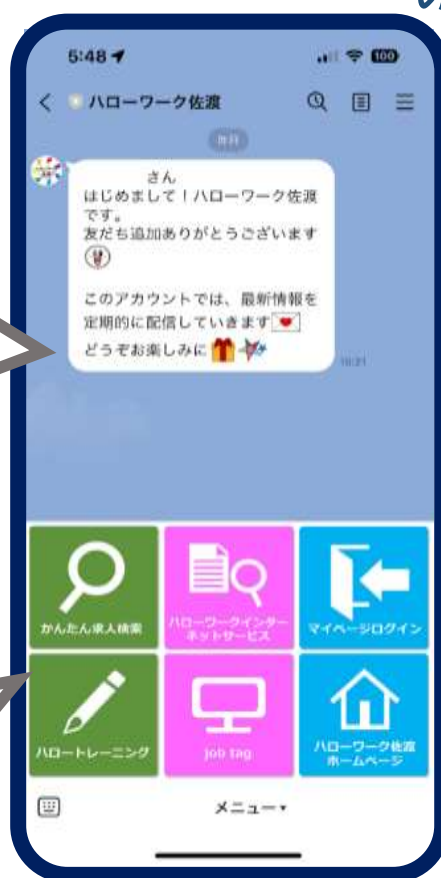 5:48
100
ハローワーク佐渡
さん
はじめまして！ハローワーク佐渡
です。
友だち追加ありがとうございます
このアカウントでは、最新情報を
定期的に配信していきます
どうぞお楽しみに
かんたん求人検索
ハローワークインター
ネットサービス
マイページログイン
ハロートレーニング
job tag
ハローワーク佐渡
ホームページ
メニュー▾